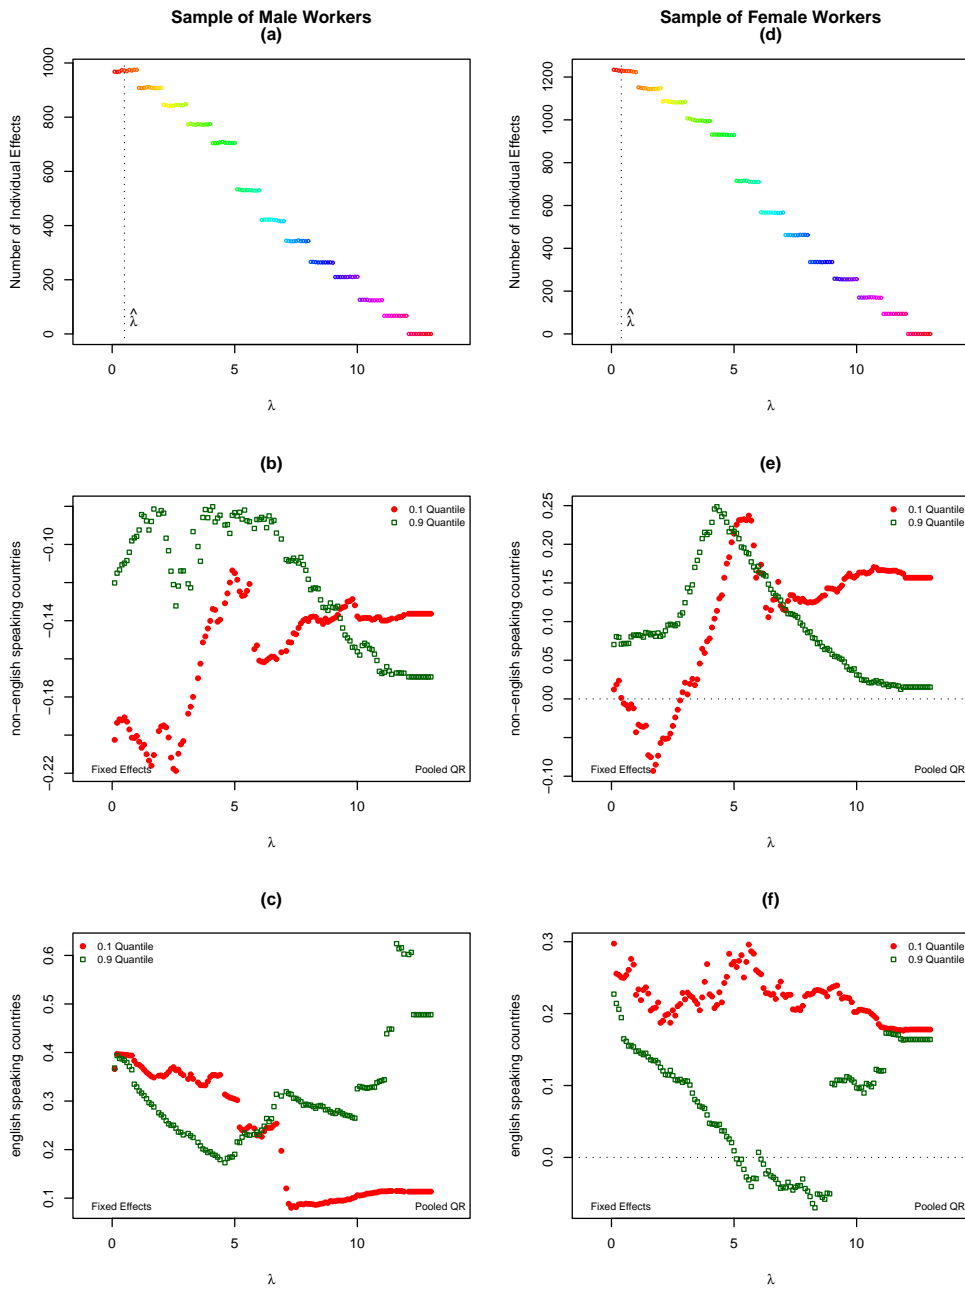 Sample of Male Workers
(a)
Number of Individual Effects
0 200 400 600 800 1000
λ̂
0 5 10
λ
Sample of Female Workers
(d)
Number of Individual Effects
0 200 400 600 800 1000 1200
λ̂
0 5 10
λ
(b)
non-english speaking countries
−0.22 −0.18 −0.14 −0.10
0.1 Quantile
0.9 Quantile
Fixed Effects Pooled QR
0 5 10
λ
(e)
non-english speaking countries
−0.10 0.00 0.05 0.10 0.15 0.20 0.25
0.1 Quantile
0.9 Quantile
Fixed Effects Pooled QR
0 5 10
λ
(c)
english speaking countries
0.1 0.2 0.3 0.4 0.5 0.6
0.1 Quantile
0.9 Quantile
Fixed Effects Pooled QR
0 5 10
λ
(f)
english speaking countries
0.0 0.1 0.2 0.3
0.1 Quantile
0.9 Quantile
Fixed Effects Pooled QR
0 5 10
λ